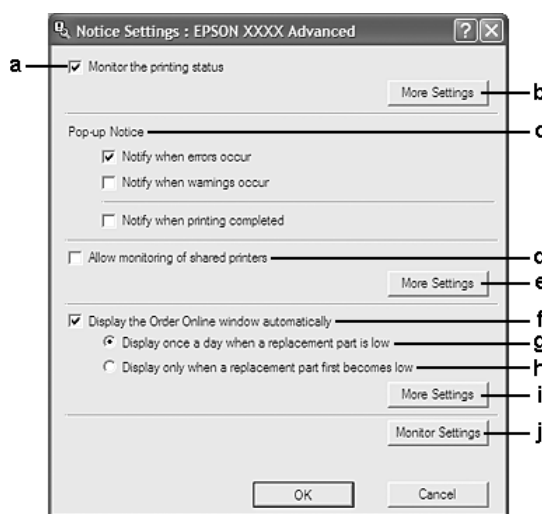 Notice Settings : EPSON XXXX Advanced
a
Monitor the printing status
More Settings b
Pop-up Notice c
Notify when errors occur
Notify when warnings occur
Notify when printing completed
Allow monitoring of shared printers d
More Settings e
Display the Order Online window automatically f
Display once a day when a replacement part is low g
Display only when a replacement part first becomes low h
More Settings i
Monitor Settings j
OK Cancel